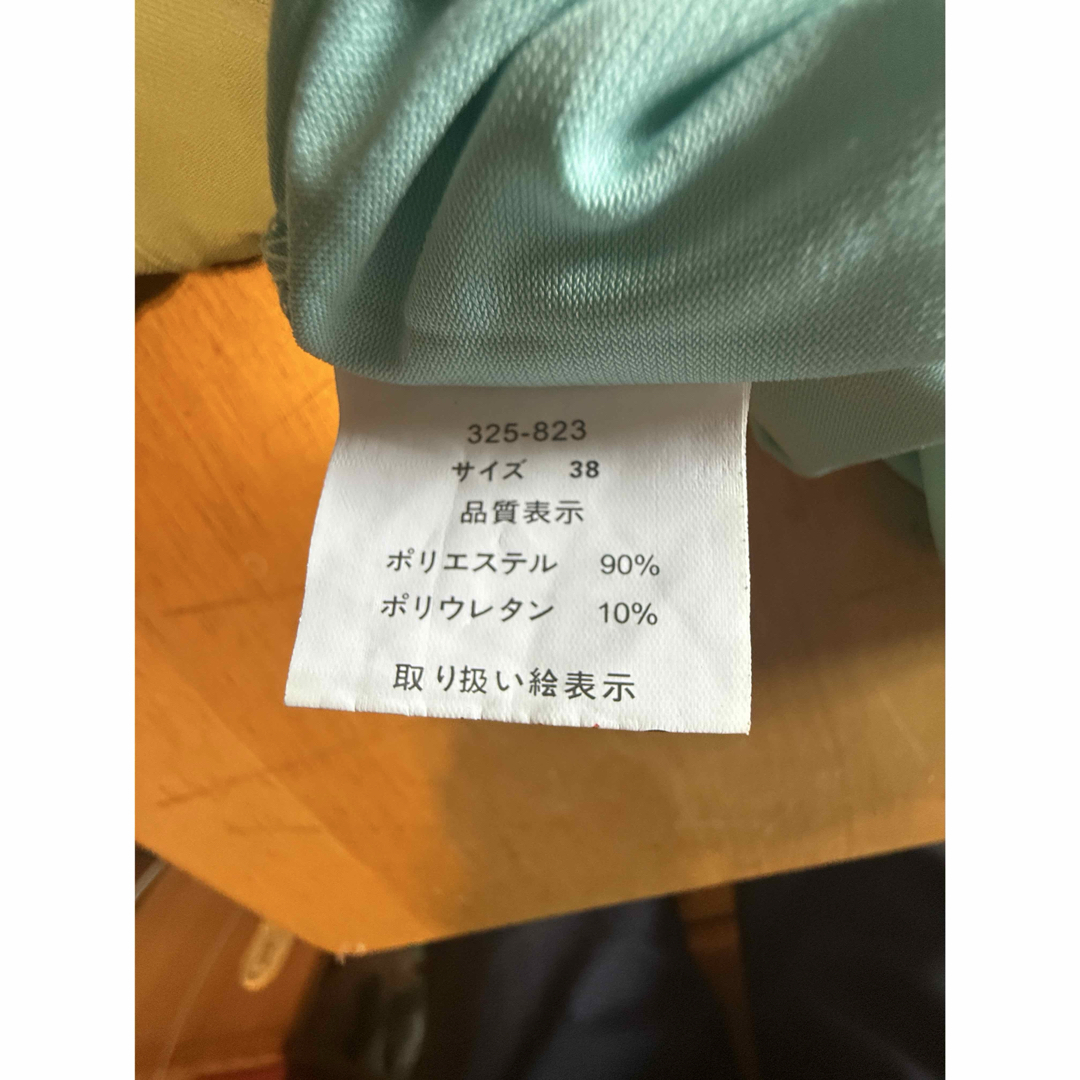 325-823
サイズ 38
品質表示
ポリエステル 90%
ポリウレタン 10%
取り扱い絵表示